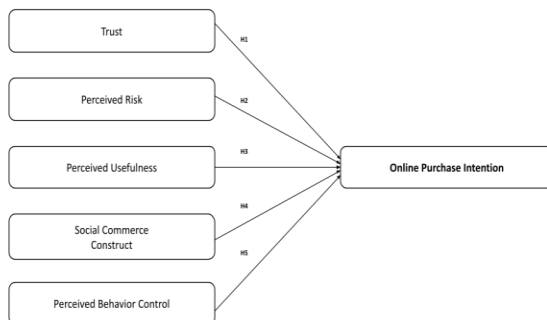 Trust
H1
Perceived Risk
H2
H3
Perceived Usefulness
Online Purchase Intention
H4
Social Commerce
Construct
H5
Perceived Behavior Control